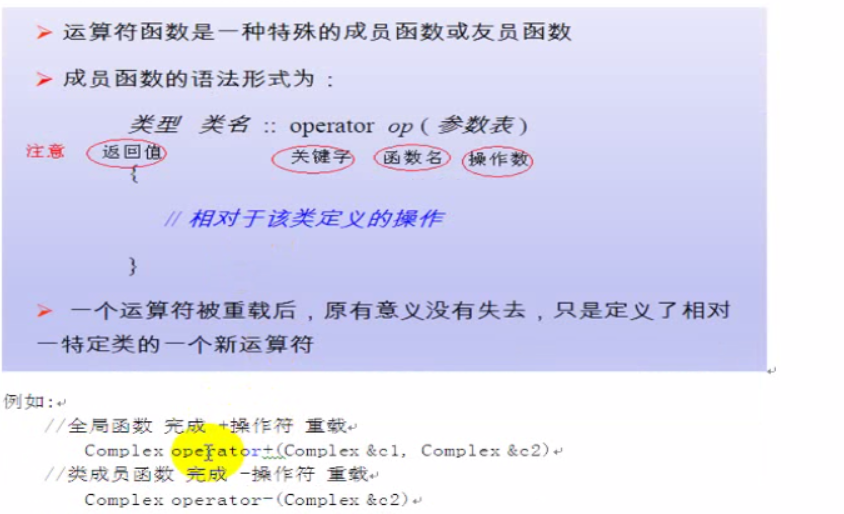 ➢ 运算符函数是一种特殊的成员函数或友员函数
➢ 成员函数的语法形式为：
类型 类名 :: operator op ( 参数表 )
注意 返回值 关键字 函数名 操作数
{
// 相对于该类定义的操作
}
➢ 一个运算符被重载后，原有意义没有失去，只是定义了相对
一特定类的一个新运算符
例如:
//全局函数 完成 +操作符 重载
Complex operator+(Complex &c1, Complex &c2)
//类成员函数 完成 -操作符 重载
Complex operator-(Complex &c2)